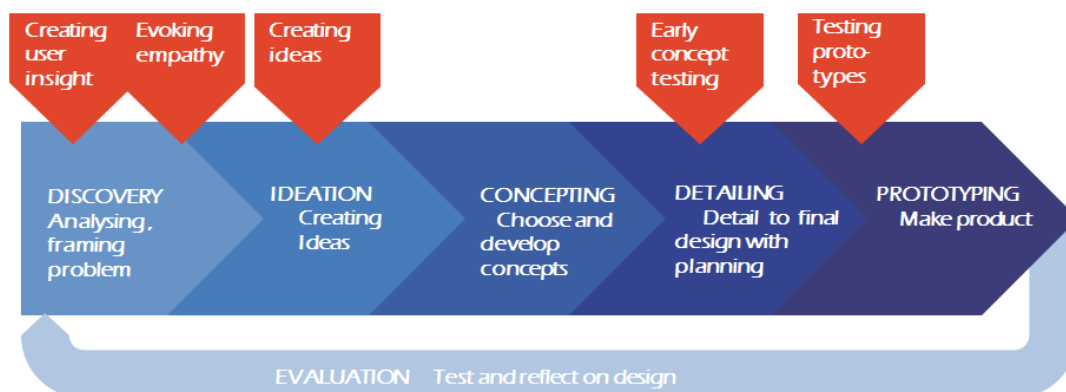 Creating
user
insight
Evoking
empathy
Creating
ideas
Early
concept
testing
Testing
proto-
types
DISCOVERY
Analysing,
framing
problem
IDEATION
Creating
Ideas
CONCEPTING
Choose and
develop
concepts
DETAILING
Detail to final
design with
planning
PROTOTYPING
Make product
EVALUATION Test and reflect on design